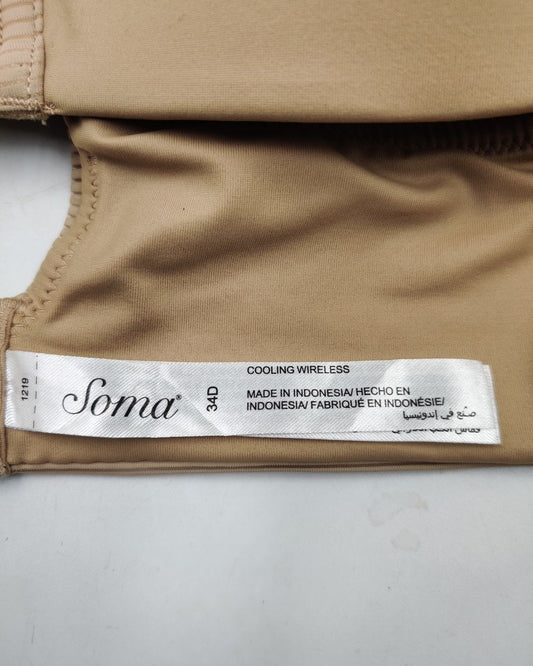 1219
Soma®
34D
COOLING WIRELESS
MADE IN INDONESIA/ HECHO EN
INDONESIA/ FABRIQUÉ EN INDONÉSIE/
صنع في إندونيسيا